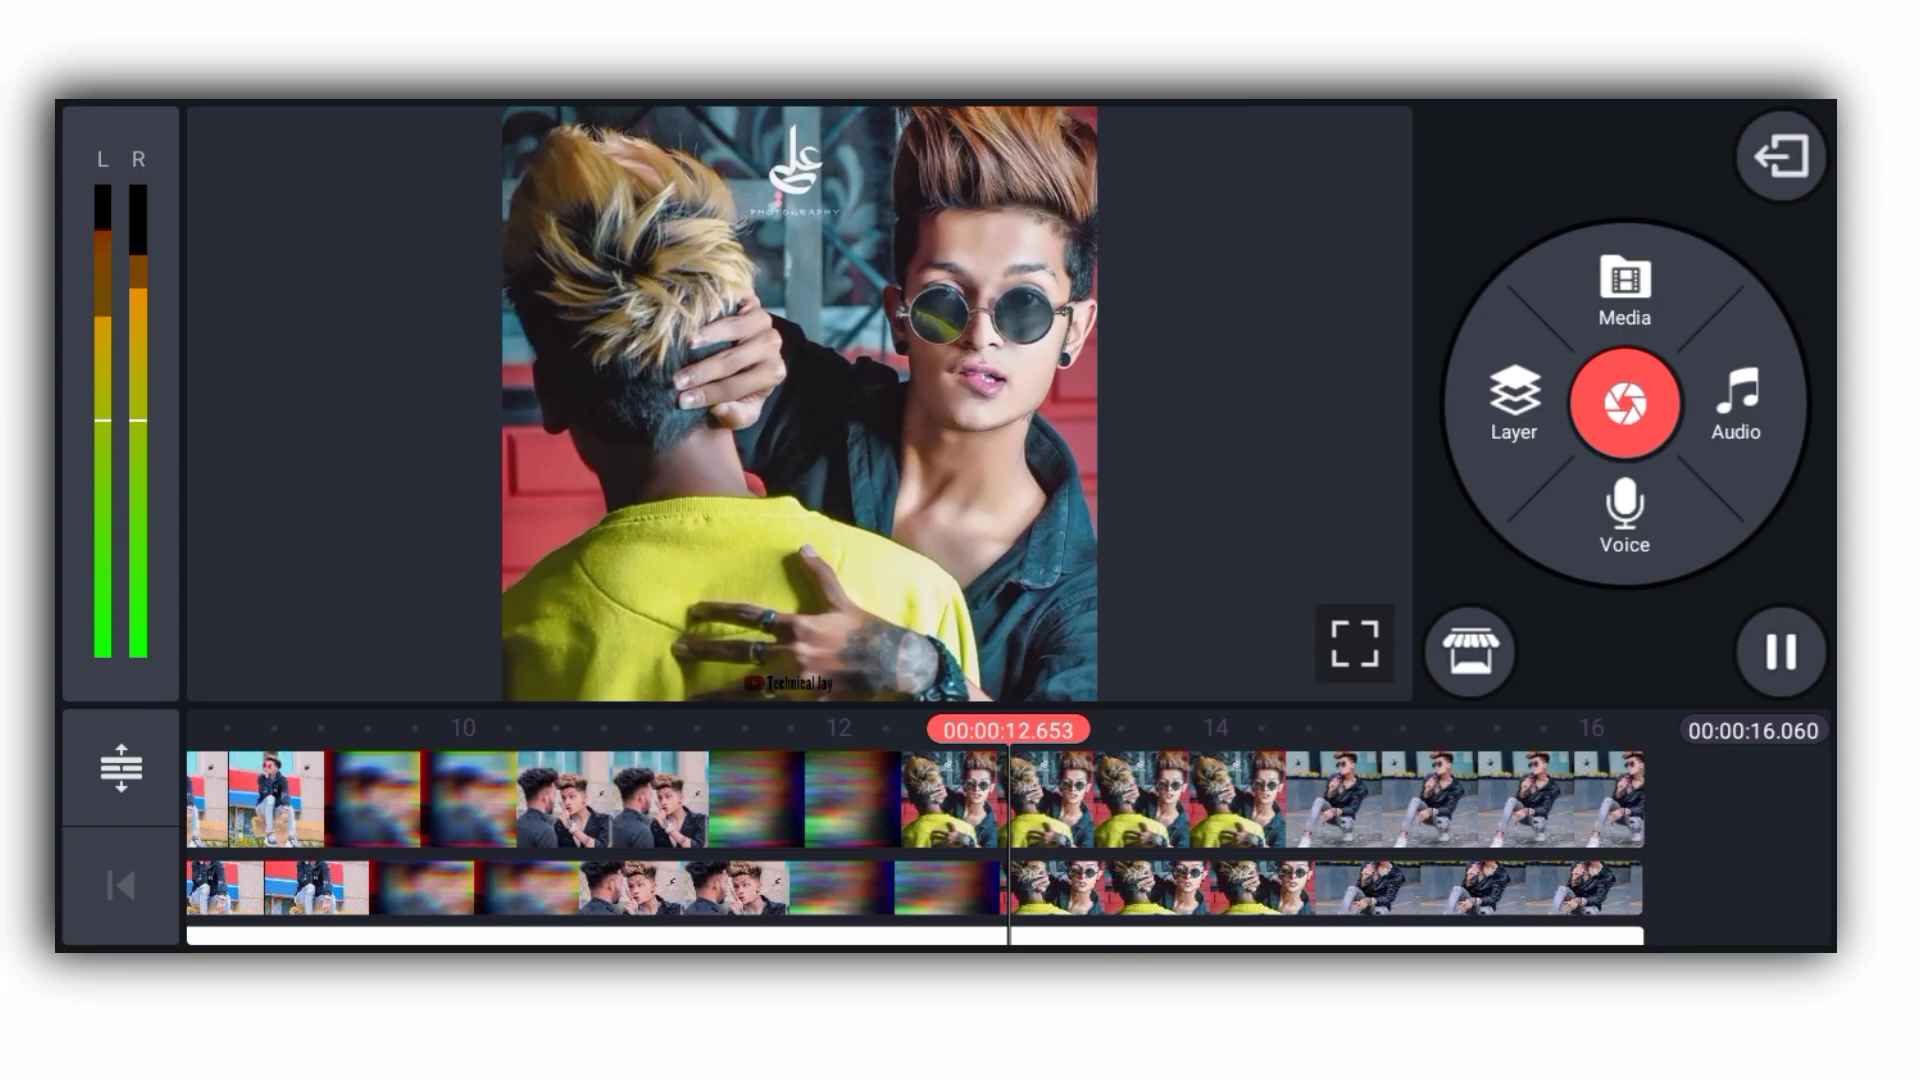 L R
علي
PHOTOGRAPHY
Technical Jay
Media
Layer
Audio
Voice
10
12
00:00:12.653
14
16
00:00:16.060